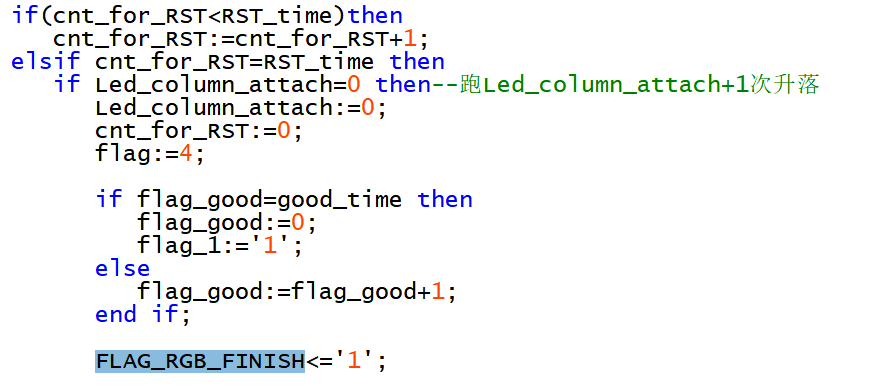 if(cnt_for_RST<RST_time)then
cnt_for_RST:=cnt_for_RST+1;
elsif cnt_for_RST=RST_time then
if Led_column_attach=0 then--跑Led_column_attach+1次升落
Led_column_attach:=0;
cnt_for_RST:=0;
flag:=4;
if flag_good=good_time then
flag_good:=0;
flag_1:='1';
else
flag_good:=flag_good+1;
end if;
FLAG_RGB_FINISH<='1';